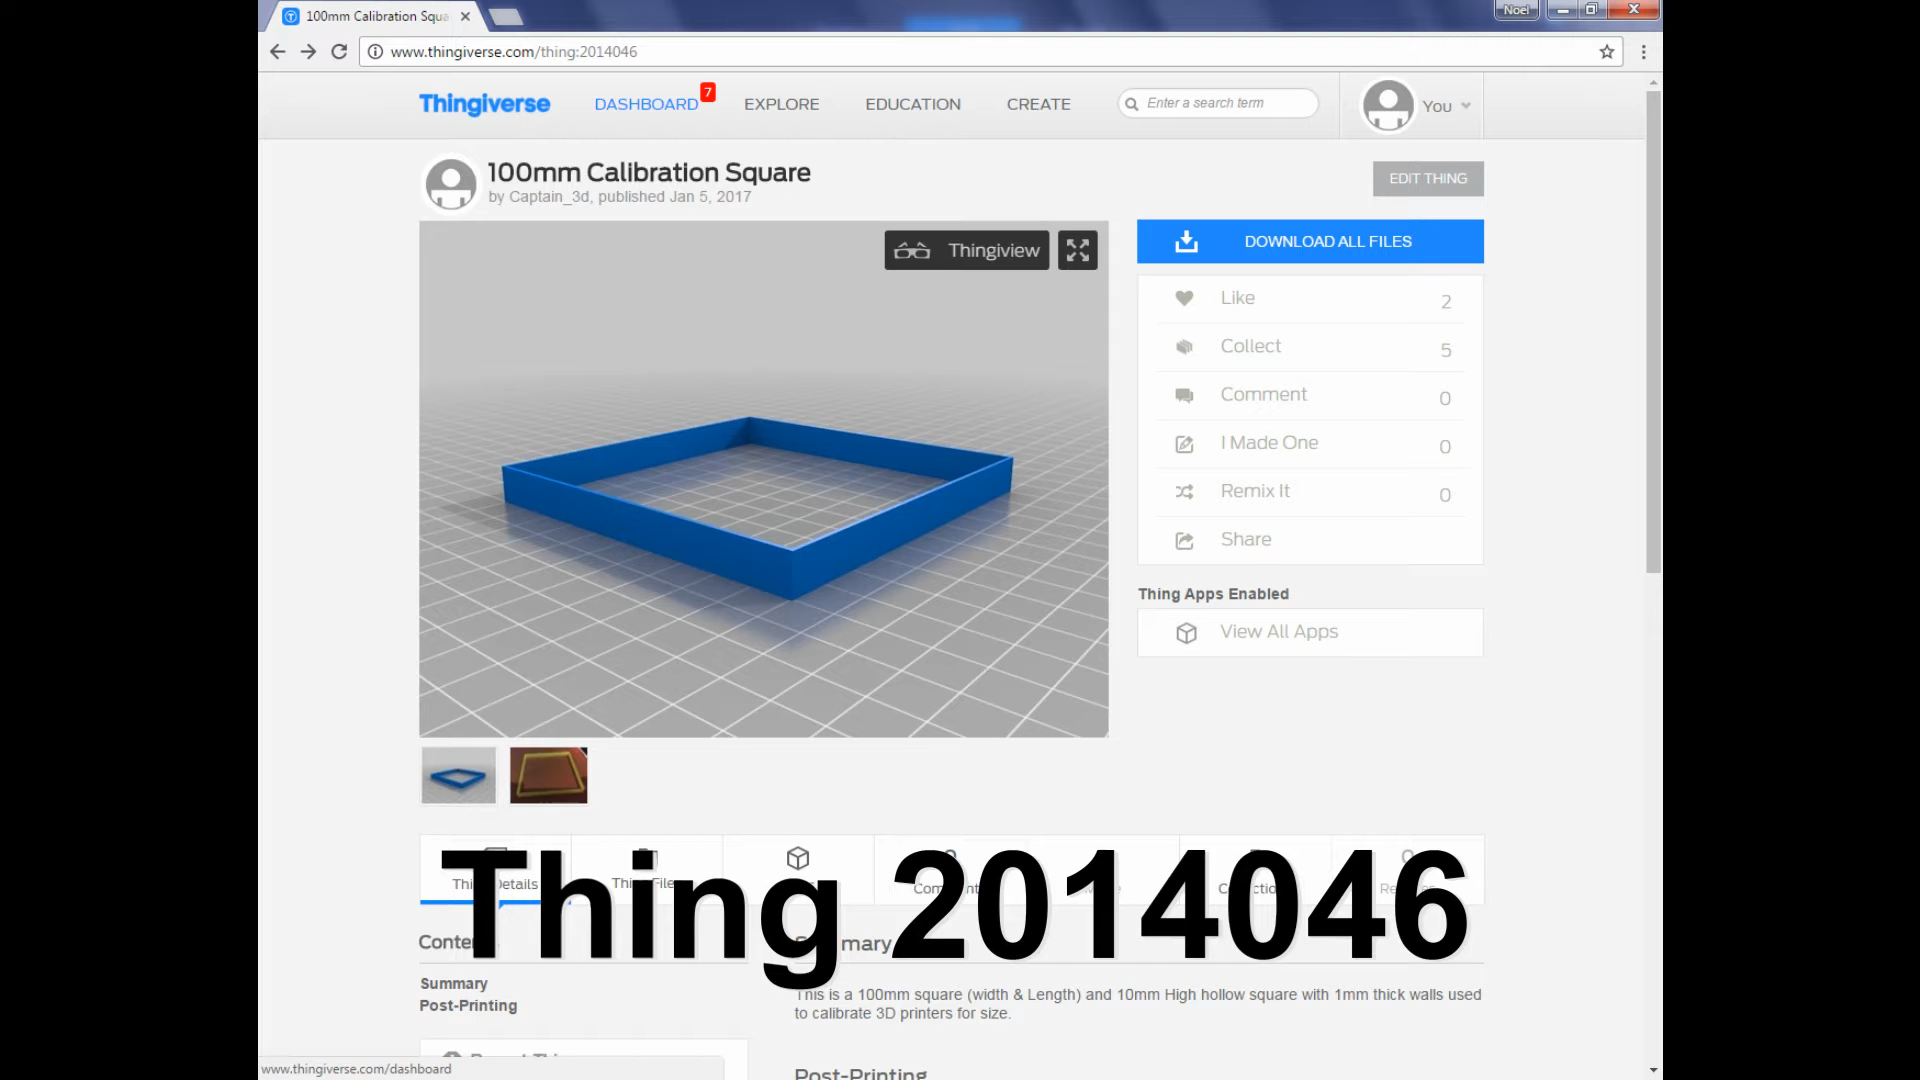 100mm Calibration Squa
Noel
www.thingiverse.com/thing:2014046
Thingiverse
DASHBOARD
7
EXPLORE
EDUCATION
CREATE
Enter a search term
You
100mm Calibration Square
by Captain_3d, published Jan 5, 2017
EDIT THING
Thingiview
DOWNLOAD ALL FILES
Like 2
Collect 5
Comment 0
I Made One 0
Remix It 0
Share
Thing Apps Enabled
View All Apps
Thing 2014046
Summary
Post-Printing
This is a 100mm square (width & Length) and 10mm High hollow square with 1mm thick walls used
to calibrate 3D printers for size.
Post-Printing
www.thingiverse.com/dashboard